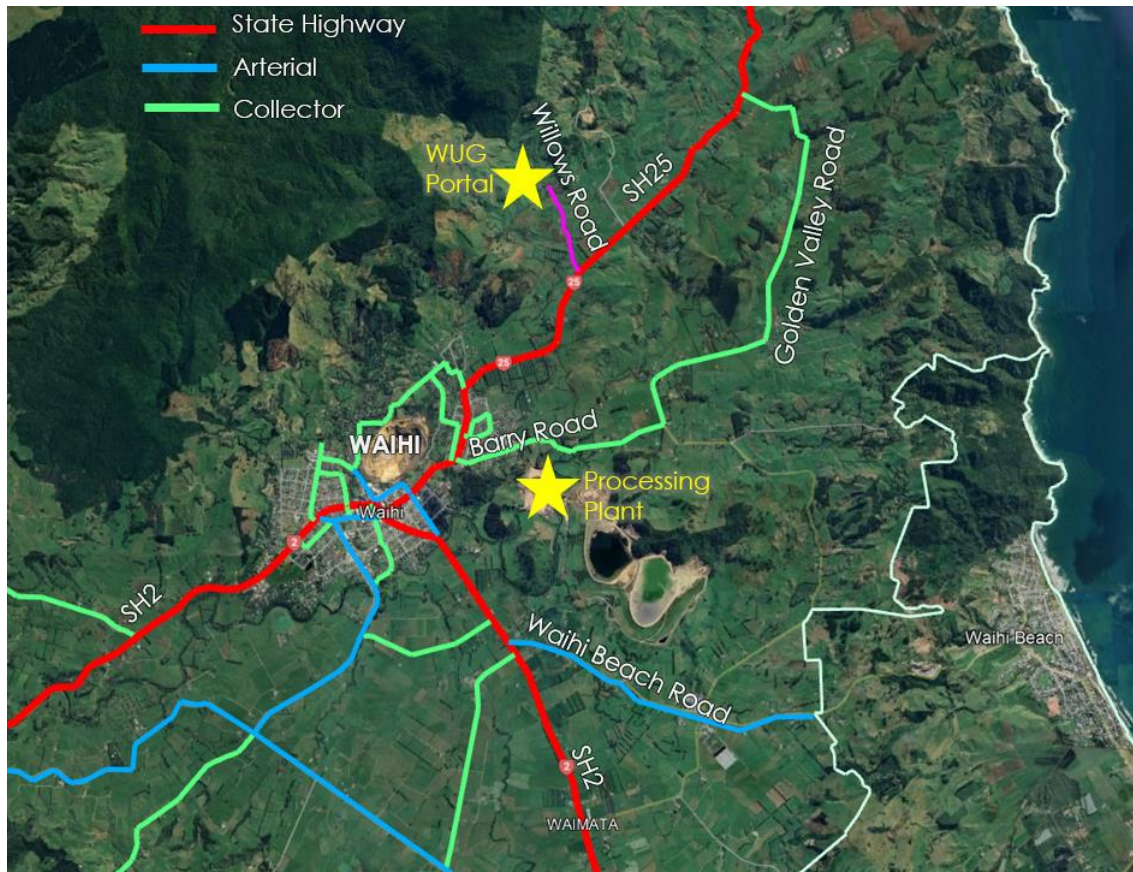 State Highway
Arterial
Collector
WUG
Portal
Willows Road
SH25
Golden Valley Road
25
25
WAIHI
Barry Road
Processing
Plant
Waihi
2
SH2
Waihi Beach Road
Waihi Beach
SH2
2
WAIMATA